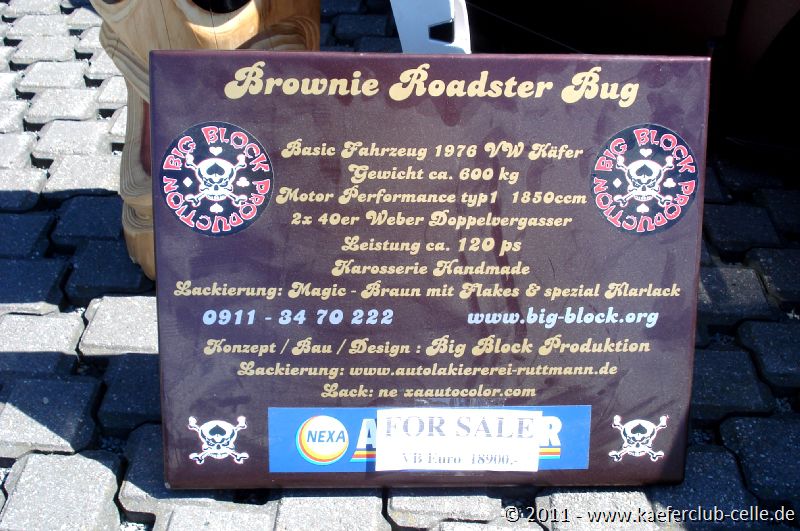 Brownie Roadster Bug
BIG BLOCK PRODUCTION
BIG BLOCK PRODUCTION
Basic Fahrzeug 1976 VW Käfer
Gewicht ca. 600 kg
Motor Performance typ1 1850ccm
2x 40er Weber Doppelvergasser
Leistung ca. 120 ps
Karosserie Handmade
Lackierung: Magic - Braun mit Flakes & spezial Klarlack
0911 - 34 70 222 www.big-block.org
Konzept / Bau / Design : Big Block Produktion
Lackierung: www.autolakiererei-ruttmann.de
Lack: ne xaautocolor.com
NEXA
FOR SALE
VB Euro 18900,-
© 2011 - www.kaeferclub-celle.de